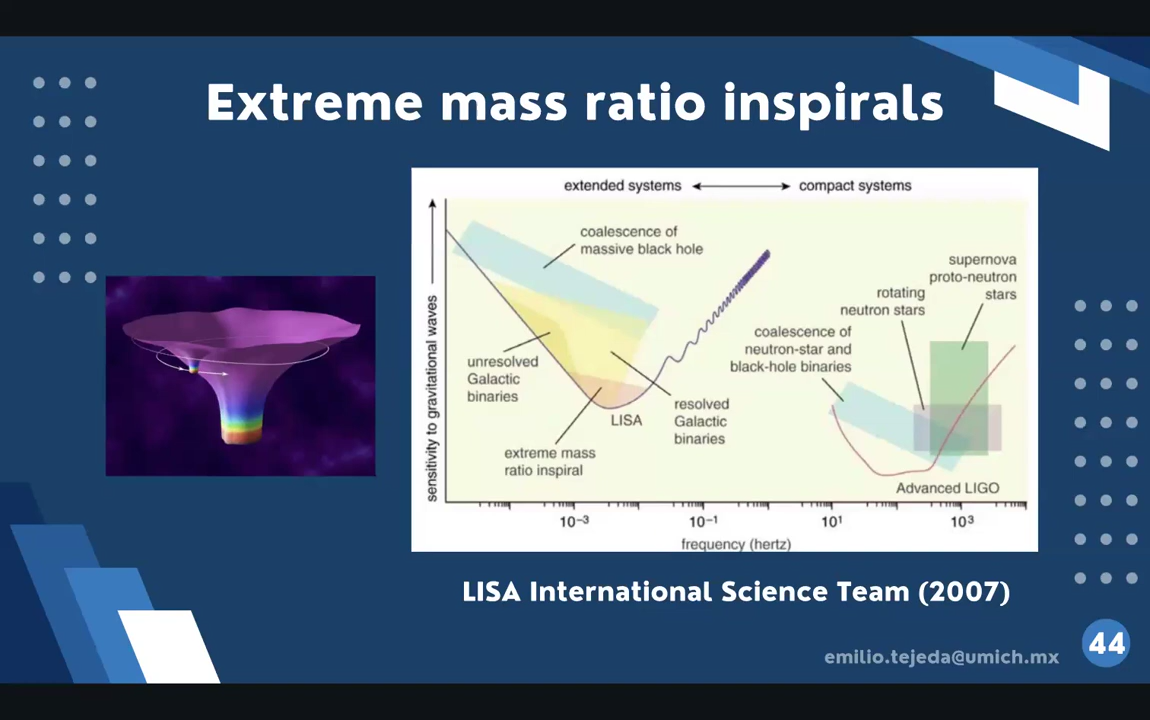 Extreme mass ratio inspirals
extended systems
compact systems
sensitivity to gravitational waves
coalescence of
massive black hole
unresolved
Galactic
binaries
extreme mass
ratio inspiral
LISA
resolved
Galactic
binaries
coalescence of
neutron-star and
black-hole binaries
rotating
neutron stars
supernova
proto-neutron
stars
Advanced LIGO
10⁻³
10⁻¹
10¹
10³
frequency (hertz)
LISA International Science Team (2007)
emilio.tejeda@umich.mx
44